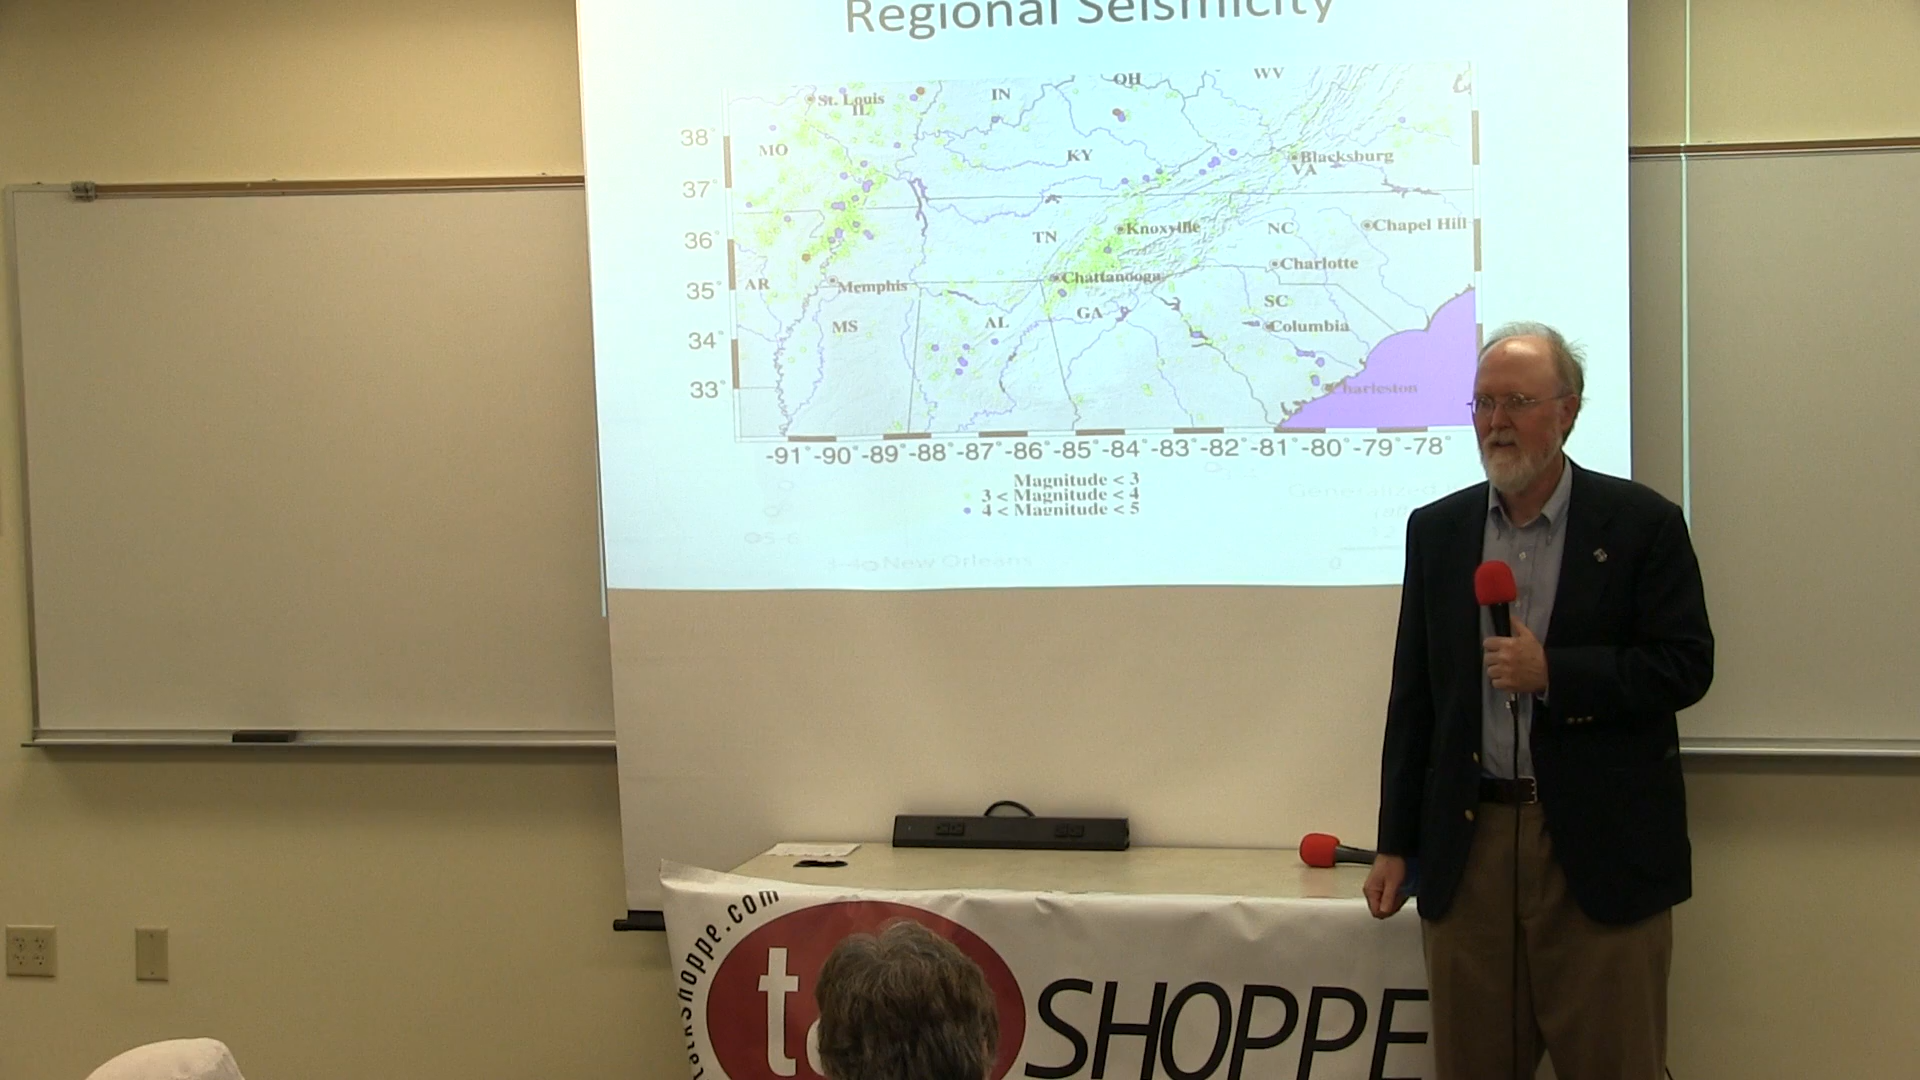 Regional Seismicity
OH
WV
St. Louis
IL
IN
38°
MO
KY
Blacksburg
VA
37°
36°
TN
Knoxville
NC
Chapel Hill
Charlotte
35°
AR
Memphis
Chattanooga
SC
MS
AL
GA
Columbia
34°
33°
Charleston
-91° -90° -89° -88° -87° -86° -85° -84° -83° -82° -81° -80° -79° -78°
Magnitude < 3
3 < Magnitude < 4
4 < Magnitude < 5
New Orleans
Generalized
shoppe.com
SHOPPE